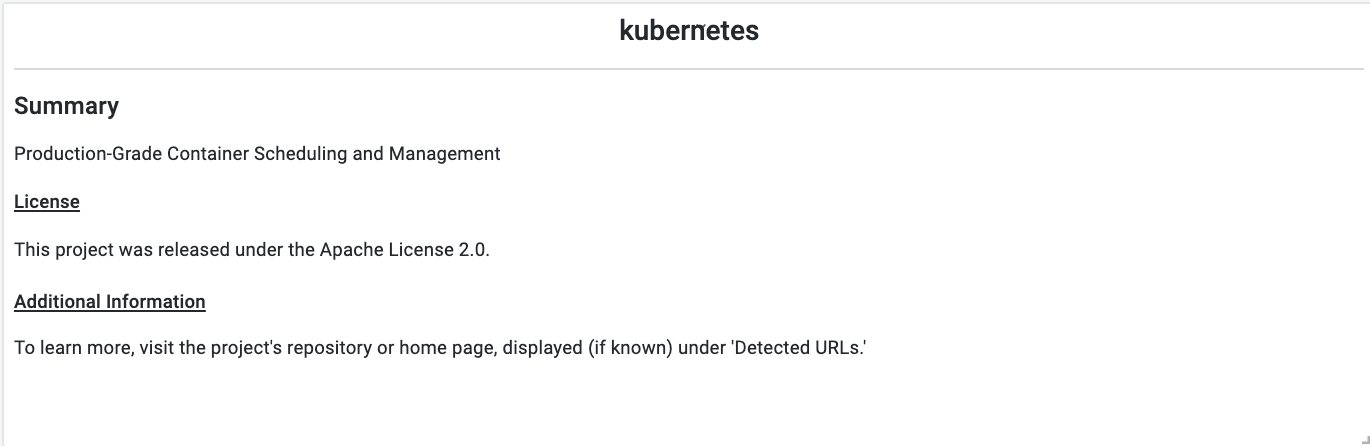 kubernetes
Summary
Production-Grade Container Scheduling and Management
License
This project was released under the Apache License 2.0.
Additional Information
To learn more, visit the project's repository or home page, displayed (if known) under 'Detected URLs.'